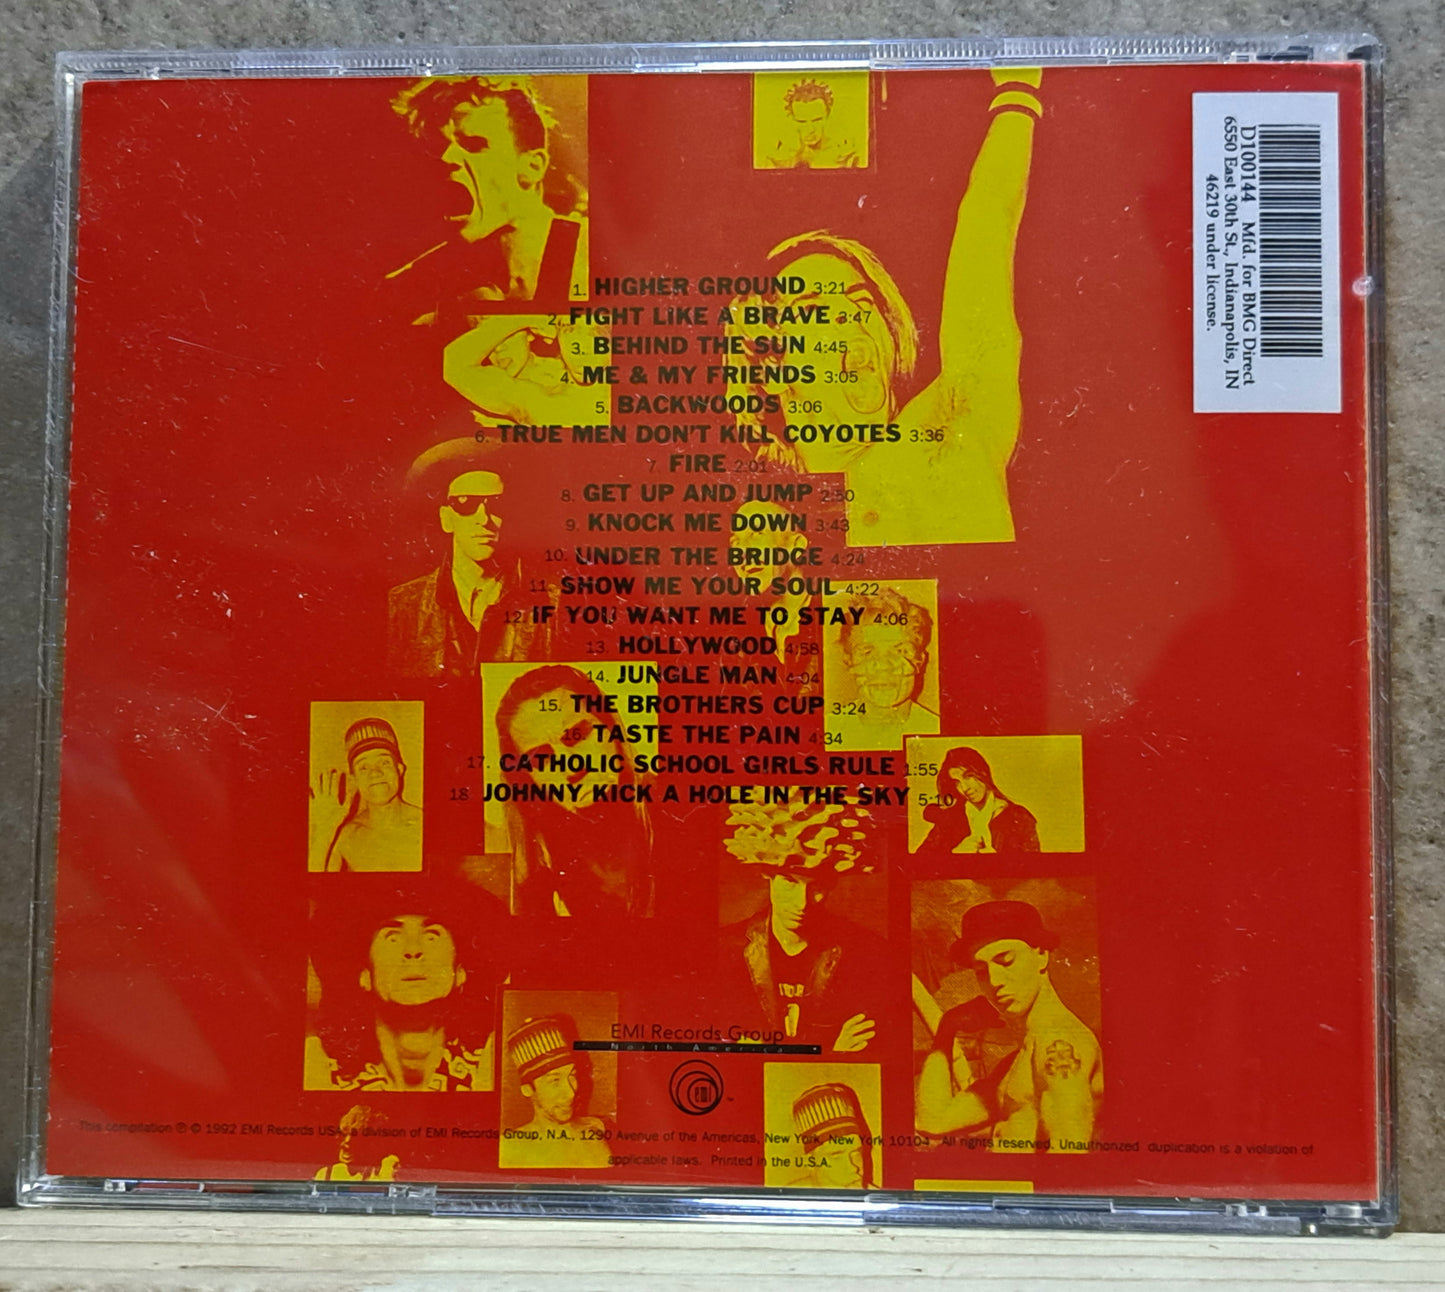 1. HIGHER GROUND 3:21
2. FIGHT LIKE A BRAVE 3:47
3. BEHIND THE SUN 4:45
4. ME & MY FRIENDS 3:05
5. BACKWOODS 3:06
6. TRUE MEN DON'T KILL COYOTES 3:36
7. FIRE 2:01
8. GET UP AND JUMP 2:50
9. KNOCK ME DOWN 3:43
10. UNDER THE BRIDGE 4:24
11. SHOW ME YOUR SOUL 4:22
12. IF YOU WANT ME TO STAY 4:06
13. HOLLYWOOD 4:58
14. JUNGLE MAN 4:04
15. THE BROTHERS CUP 3:24
16. TASTE THE PAIN 4:34
17. CATHOLIC SCHOOL GIRLS RULE 1:55
18 JOHNNY KICK A HOLE IN THE SKY 5:10
EMI Records Group
North America
emi ™
This compilation ℗ © 1992 EMI Records USA, a division of EMI Records Group, N.A., 1290 Avenue of the Americas, New York, New York 10104. All rights reserved. Unauthorized duplication is a violation of
applicable laws. Printed in the U.S.A.
D100144 Mfd. for BMG Direct
6550 East 30th St., Indianapolis, IN
46219 under license.